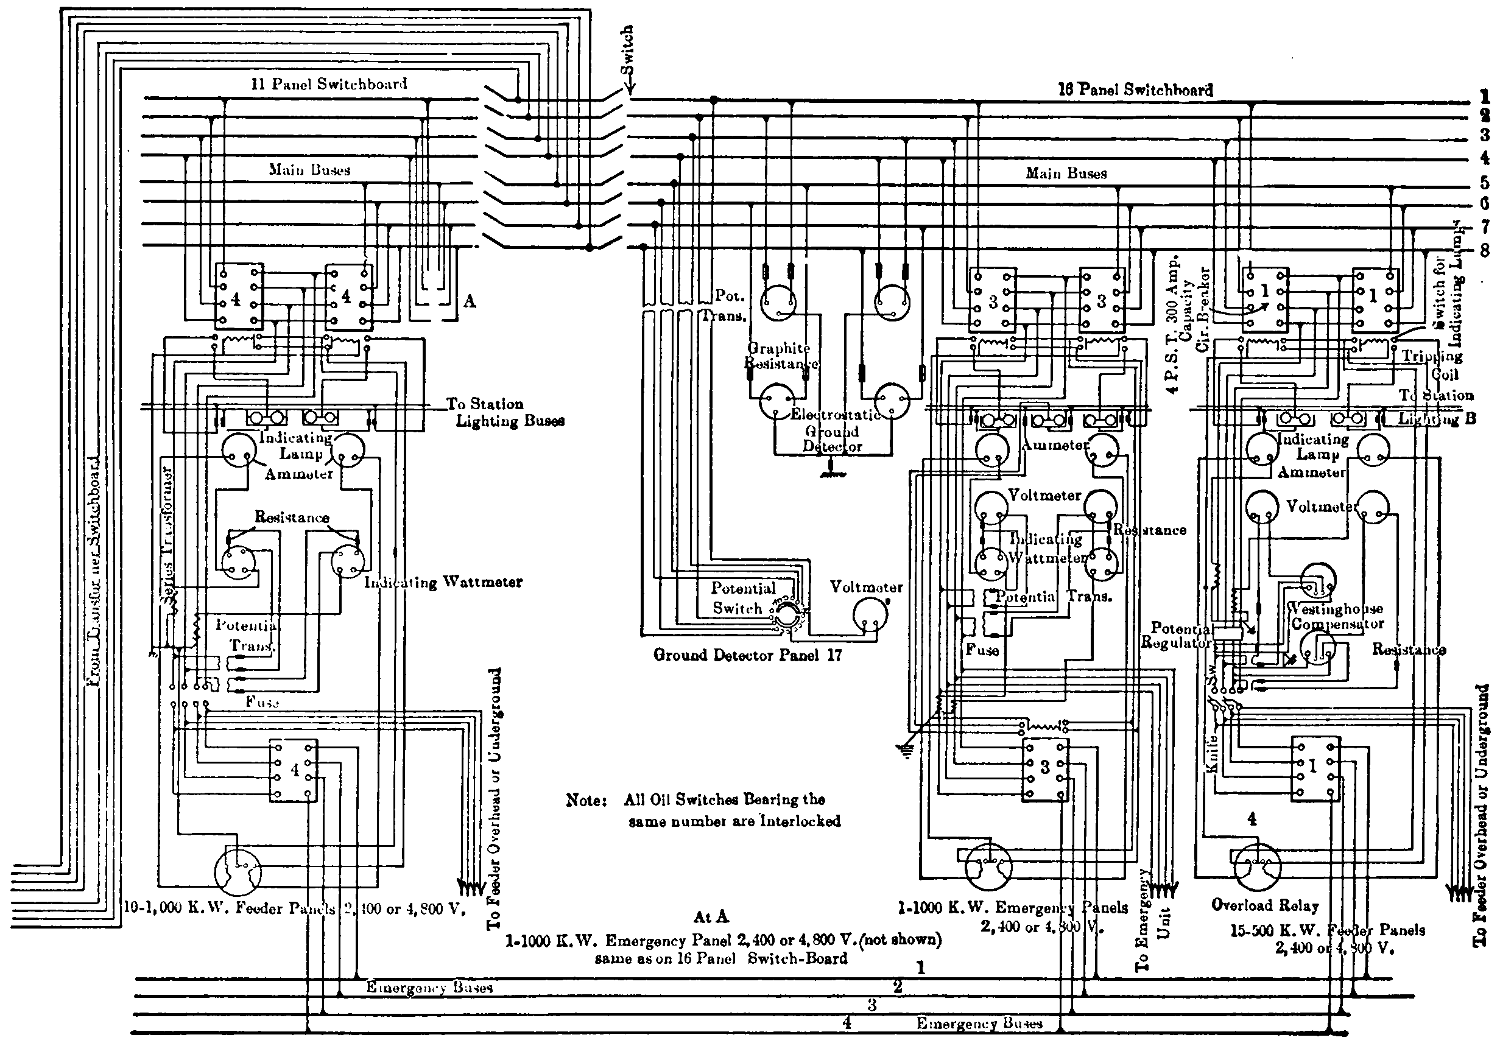 Switch
11 Panel Switchboard
16 Panel Switchboard
1
2
3
4
5
6
7
8
Main Buses
Main Buses
From Transformer Switchboard
4
4
A
Pot.
Trans.
Graphite
Resistance
Electrostatic
Ground
Detector
3
3
4 P.S.T. 300 Amp.
Capacity
Cir. Breaker
1
1
Switch for
Indicating Lamp
Tripping
Coil
To Station
Lighting Buses
To Station
Lighting B
Indicating
Lamp
Ammeter
Ammeter
Indicating
Lamp
Ammeter
Series Transformer
Resistance
Indicating Wattmeter
Voltmeter
Resistance
Indicating
Wattmeter
Voltmeter
Potential
Switch
Voltmeter
Potential Trans.
Westinghouse
Compensator
Potential
Trans.
Fuse
Potential
Regulator
Resistance
Ground Detector Panel 17
Fuse
Knife Sw.
4
3
1
4
To Feeder Overhead or Underground
To Feeder Overhead or Underground
Note: All Oil Switches Bearing the
same number are Interlocked
10-1,000 K.W. Feeder Panels 2,400 or 4,800 V.
1-1000 K.W. Emergency Panels
2,400 or 4,800 V.
To Emergency
Unit
Overload Relay
15-500 K.W. Feeder Panels
2,400 or 4,800 V.
At A
1-1000 K.W. Emergency Panel 2,400 or 4,800 V. (not shown)
same as on 16 Panel Switch-Board
1
Emergency Buses
2
3
4
Emergency Buses